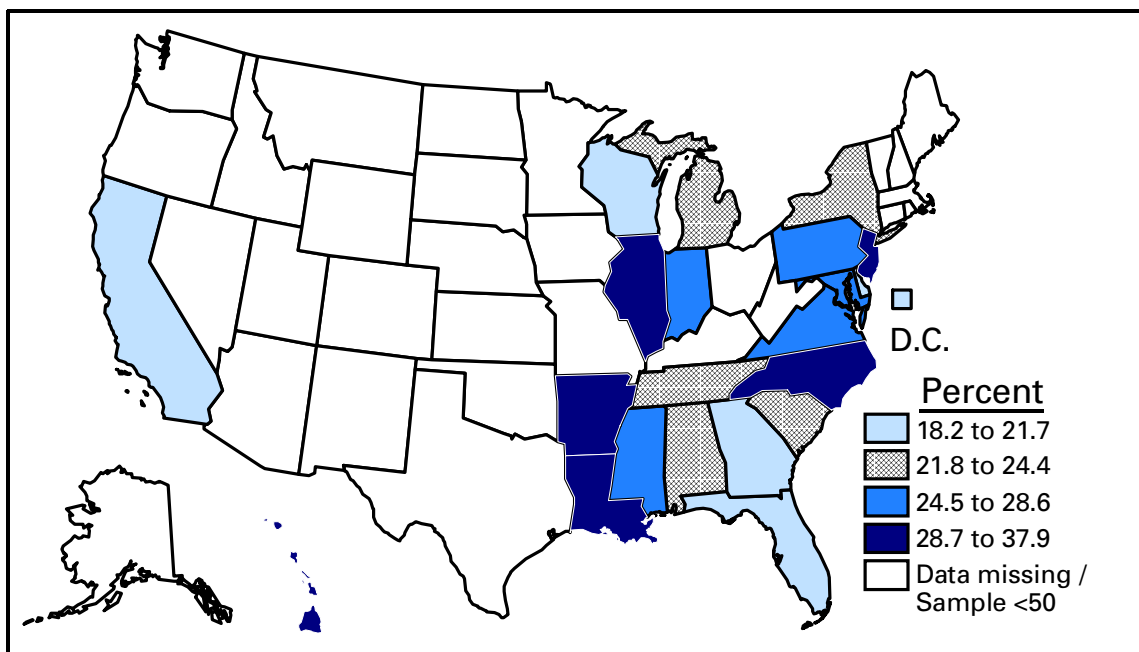 D.C.
Percent
18.2 to 21.7
21.8 to 24.4
24.5 to 28.6
28.7 to 37.9
Data missing /
Sample <50